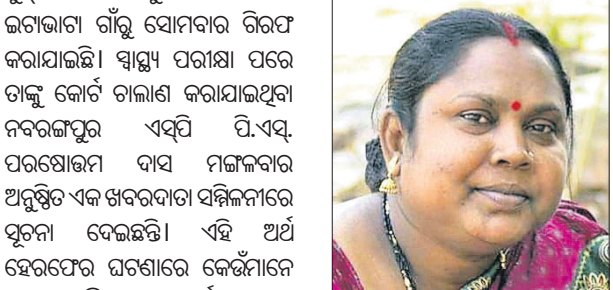 ଇଟାଭାଟା ଗାଁରୁ ସୋମବାର ଗିରଫ
କରାଯାଇଛି। ସ୍ୱାସ୍ଥ୍ୟ ପରୀକ୍ଷା ପରେ
ତାଙ୍କୁ କୋର୍ଟ ଚାଲାଣ କରାଯାଇଥିବା
ନବରଙ୍ଗପୁର ଏସ୍‌ପି ପି.ଏସ୍.
ପରଷୋଉମ ଦାସ ମଙ୍ଗଳବାର
ଅନୁଷ୍ଠିତ ଏକ ଖବରଦାତା ସମ୍ମିଳନୀରେ
ସୂଚନା ଦେଇଛନ୍ତି। ଏହି ଅର୍ଥ
ହେରଫେର ଘଟଣାରେ କେଉଁମାନେ